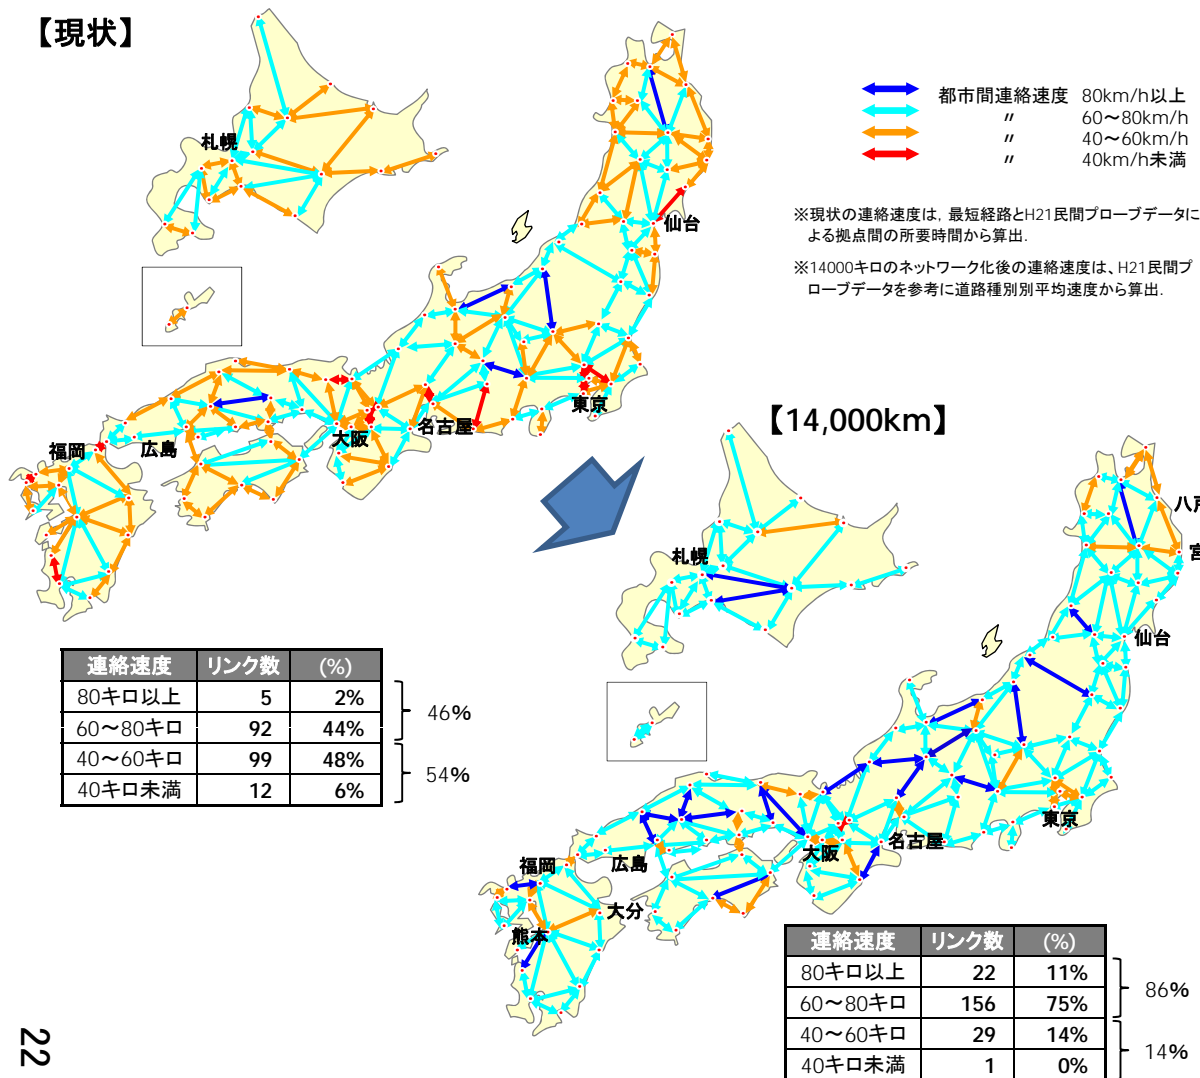 【現状】
都市間連絡速度 80km/h以上
〃 60～80km/h
〃 40～60km/h
〃 40km/h未満
※現状の連絡速度は，最短経路とH21民間プローブデータに
よる拠点間の所要時間から算出．
※14000キロのネットワーク化後の連絡速度は、H21民間プ
ローブデータを参考に道路種別別平均速度から算出．
札幌
仙台
東京
名古屋
大阪
広島
福岡
連絡速度 リンク数 (%)
80キロ以上 5 2%
60～80キロ 92 44%
40～60キロ 99 48%
40キロ未満 12 6%
46%
54%
【14,000km】
八戸
宮
札幌
仙台
東京
名古屋
大阪
広島
福岡
大分
熊本
連絡速度 リンク数 (%)
80キロ以上 22 11%
60～80キロ 156 75%
40～60キロ 29 14%
40キロ未満 1 0%
86%
14%
22